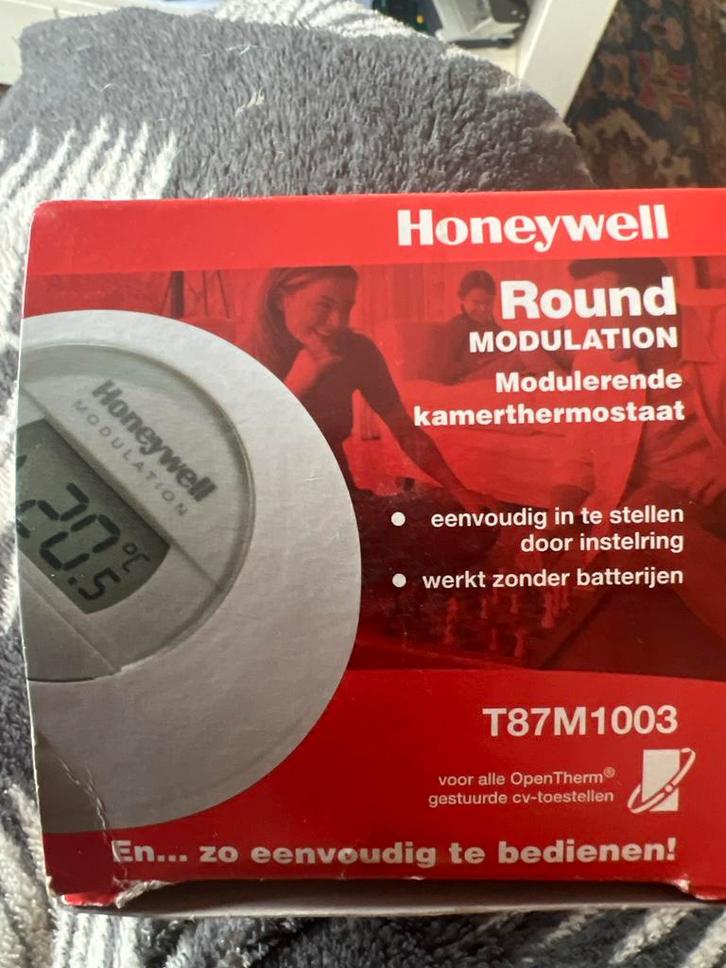 Honeywell
Round
MODULATION
Modulerende
kamerthermostaat
Honeywell
MODULATION
20.5 °C
• eenvoudig in te stellen
door instelring
• werkt zonder batterijen
T87M1003
voor alle OpenTherm®
gestuurde cv-toestellen
En... zo eenvoudig te bedienen!